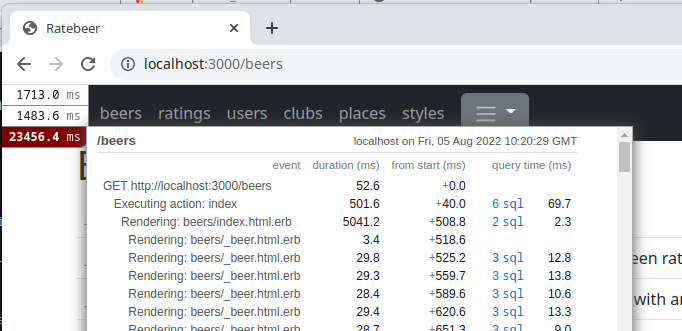 Ratebeer
localhost:3000/beers
1713.0 ms
1483.6 ms
23456.4 ms
beers ratings users clubs places styles
/beers localhost on Fri, 05 Aug 2022 10:20:29 GMT
event duration (ms) from start (ms) query time (ms)
GET http://localhost:3000/beers 52.6 +0.0
Executing action: index 501.6 +40.0 6 sql 69.7
Rendering: beers/index.html.erb 5041.2 +508.8 2 sql 2.3
Rendering: beers/_beer.html.erb 3.4 +518.6
Rendering: beers/_beer.html.erb 29.8 +525.2 3 sql 12.8
Rendering: beers/_beer.html.erb 29.3 +559.7 3 sql 13.8
Rendering: beers/_beer.html.erb 28.4 +589.6 3 sql 10.6
Rendering: beers/_beer.html.erb 29.4 +620.6 3 sql 13.3
Rendering: beers/_beer.html.erb 28.7 +651.3 3 sql 9.0
een rat
with a